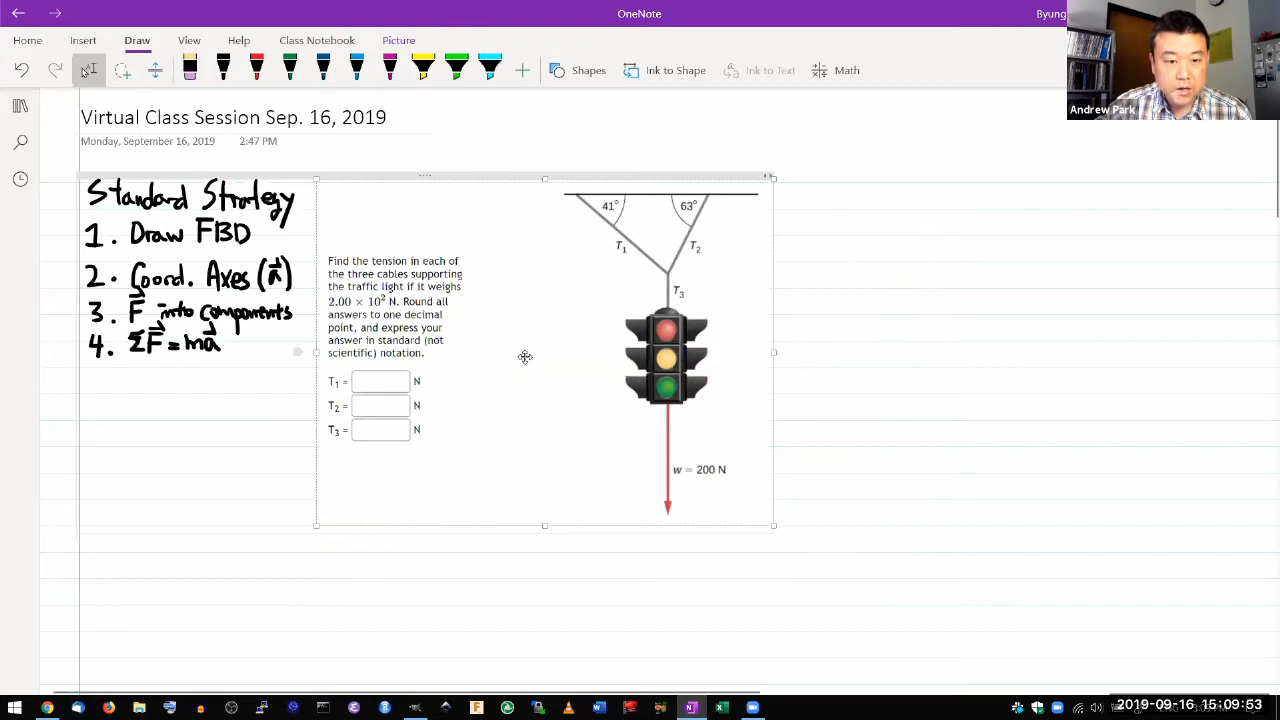 OneNote
Byung
Home
Insert
Draw
View
Help
Class Notebook
Picture
Shapes
Ink to Shape
Ink to Text
Math
Andrew Park
Virtual Class Session Sep. 16, 2019
Monday, September 16, 2019
2:47 PM
Standard Strategy
1. Draw FBD
2. Coord. Axes (a⃗)
3. F⃗ into components
4. ΣF⃗ = ma⃗
Find the tension in each of
the three cables supporting
the traffic light if it weighs
2.00 × 10² N. Round all
answers to one decimal
point, and express your
answer in standard (not
scientific) notation.
T₁ = N
T₂ = N
T₃ = N
41°
63°
T₁
T₂
T₃
w = 200 N
2019-09-16 15:09:53